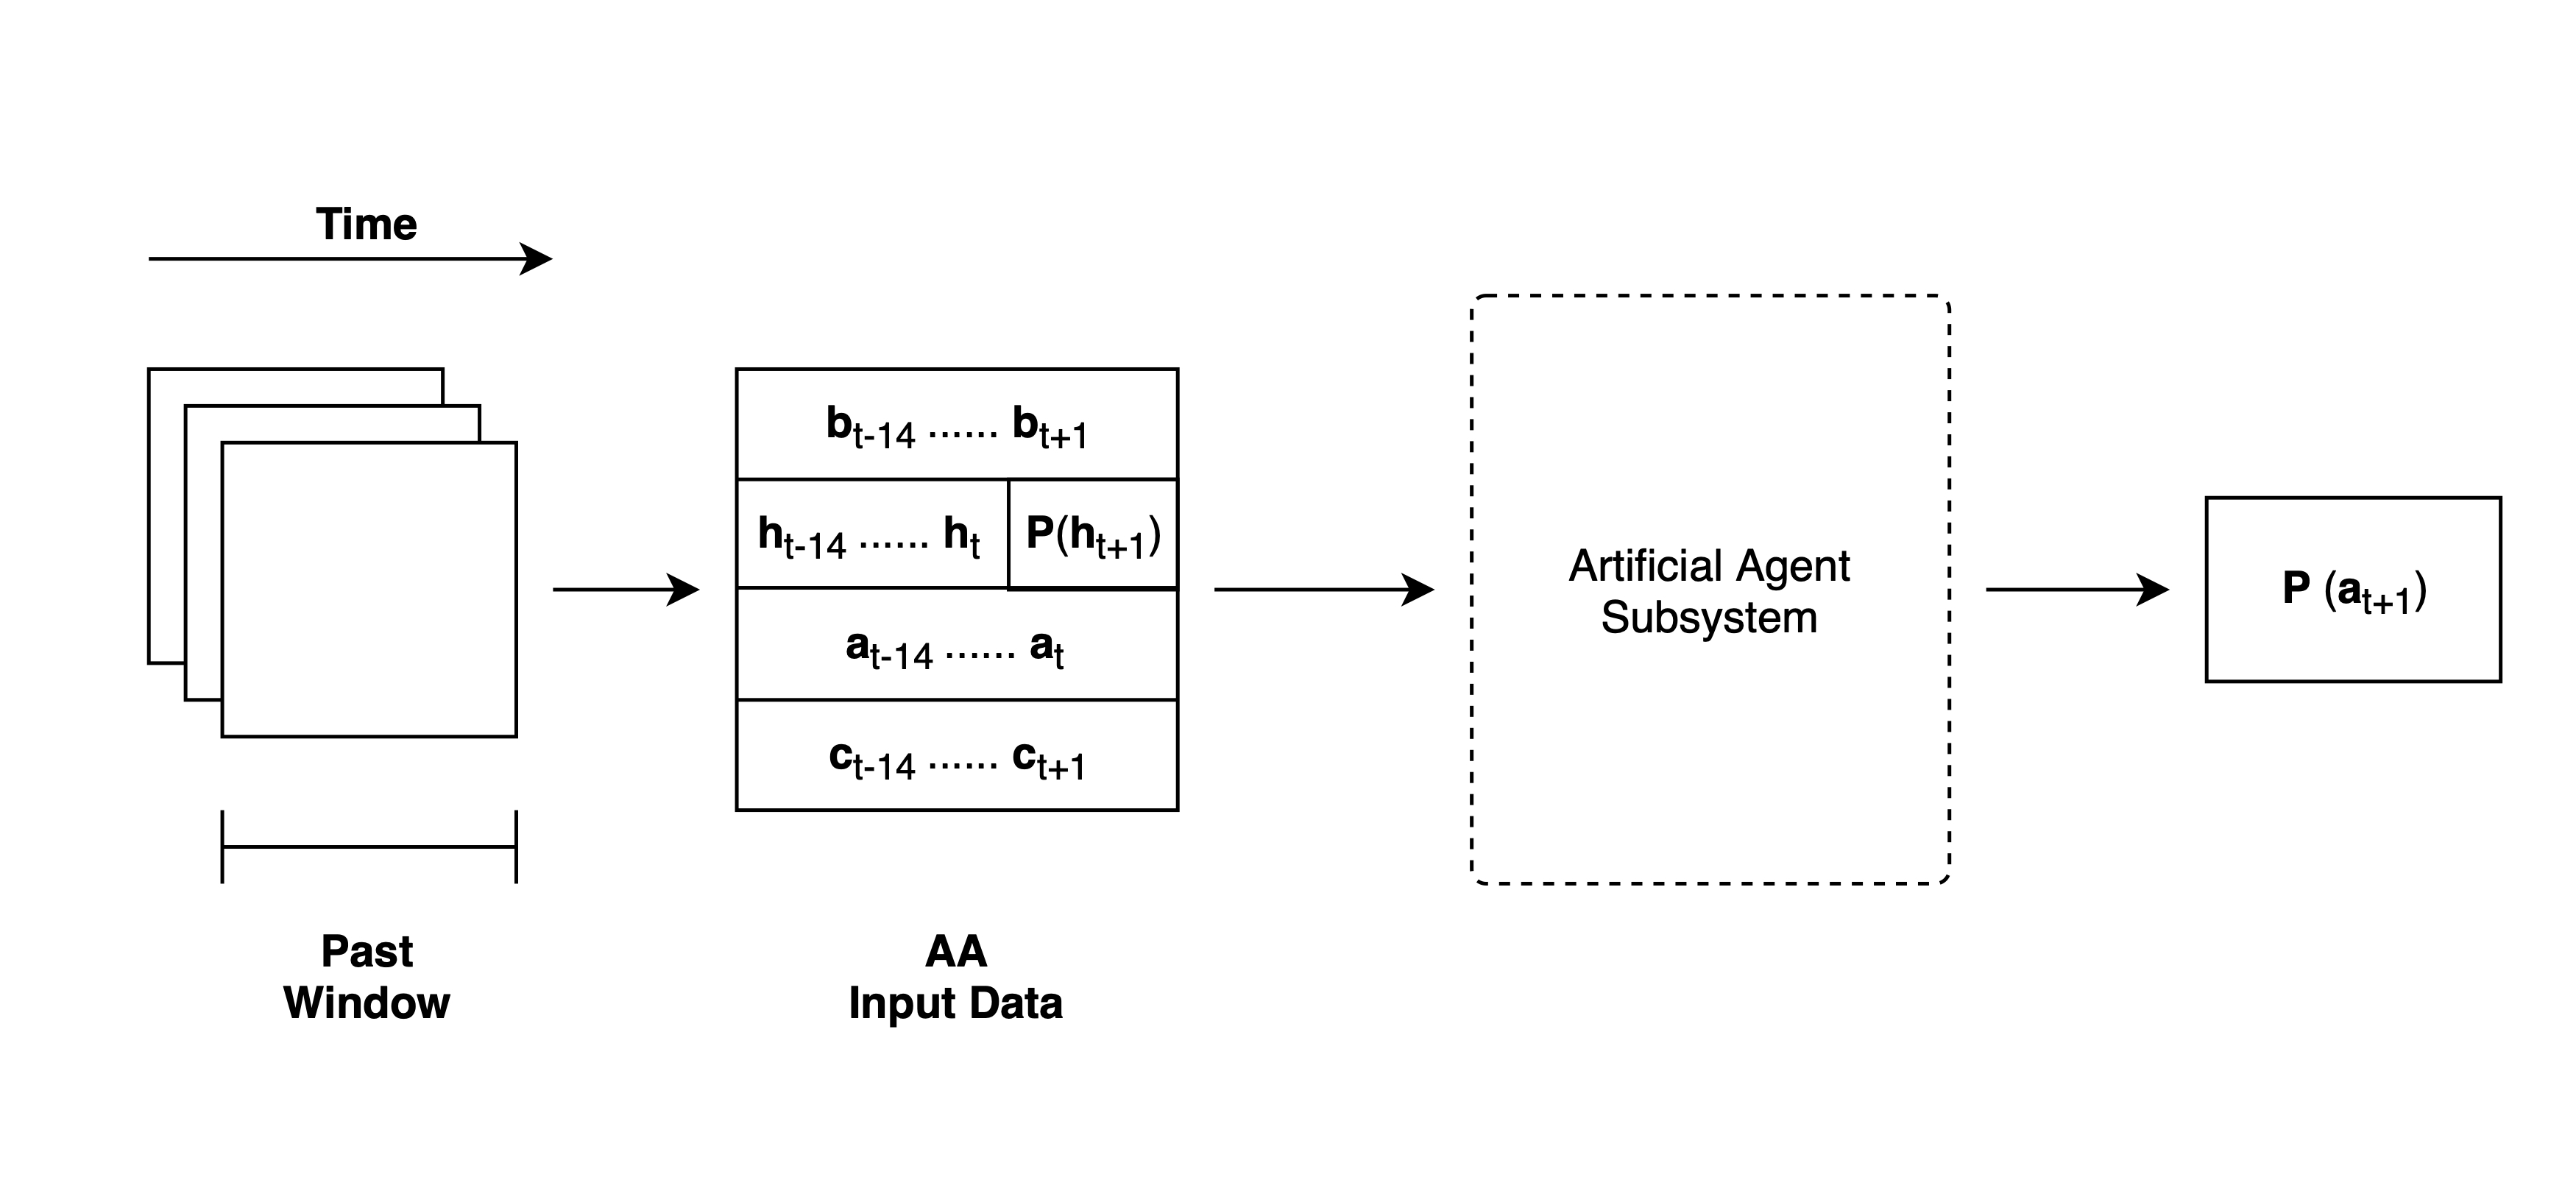 Time
b_{t-14} ...... b_{t+1}
h_{t-14} ...... h_t P(h_{t+1})
a_{t-14} ...... a_t
c_{t-14} ...... c_{t+1}
Artificial Agent
Subsystem
P (a_{t+1})
Past
Window
AA
Input Data